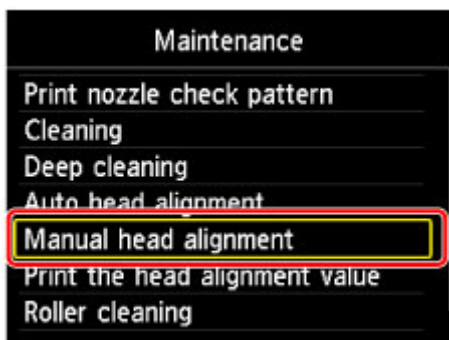 Maintenance
Print nozzle check pattern
Cleaning
Deep cleaning
Auto head alignment
Manual head alignment
Print the head alignment value
Roller cleaning